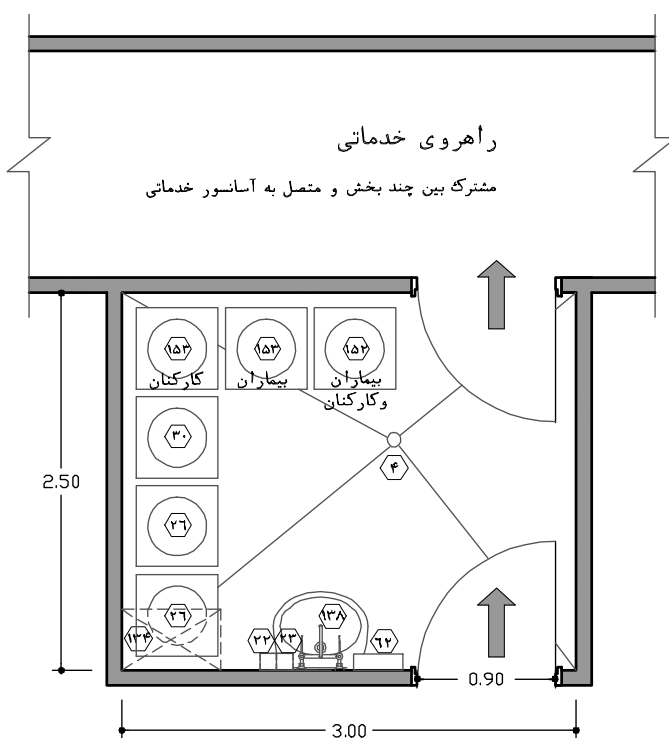 راهروی خدماتی
مشترک بین چند بخش و متصل به آسانسور خدماتی
۱۵۳
۱۵۳
۱۵۲
کارکنان
بیماران
بیماران
وکارکنان
۳۰
۴
2.50
۲۶
۲۶
۱۳۴
۲۲
۲۳
۱۳۸
۶۲
0.90
3.00